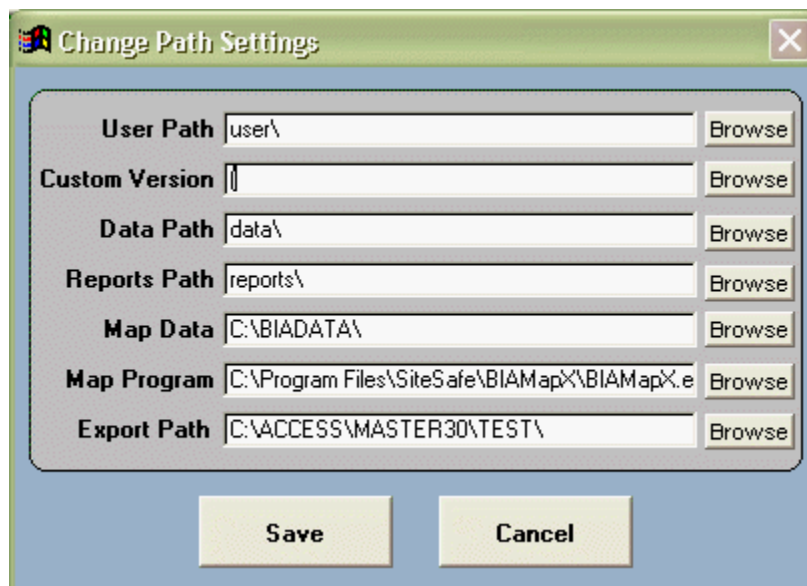 Change Path Settings
User Path user\ Browse
Custom Version \ Browse
Data Path data\ Browse
Reports Path reports\ Browse
Map Data C:\BIADATA\ Browse
Map Program C:\Program Files\SiteSafe\BIAMapX\BIAMapX.e Browse
Export Path C:\ACCESS\MASTER30\TEST\ Browse
Save Cancel